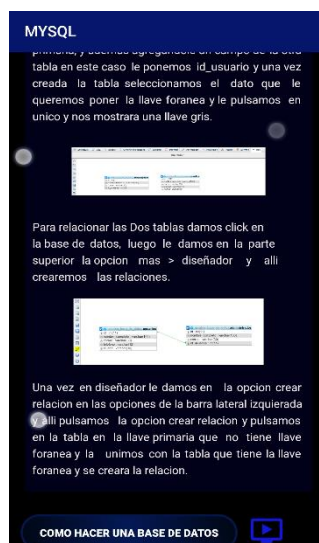 MYSQL
primaria, y ademas agregandole un campo de la otra
tabla en este caso le ponemos id_usuario y una vez
creada la tabla seleccionamos el dato que le
queremos poner la llave foranea y le pulsamos en
unico y nos mostrara una llave gris.
Para relacionar las Dos tablas damos click en
la base de datos, luego le damos en la parte
superior la opcion mas > diseñador y alli
crearemos las relaciones.
Una vez en diseñador le damos en la opcion crear
relacion en las opciones de la barra lateral izquierada
y alli pulsamos la opcion crear relacion y pulsamos
en la tabla en la llave primaria que no tiene llave
foranea y la unimos con la tabla que tiene la llave
foranea y se creara la relacion.
COMO HACER UNA BASE DE DATOS